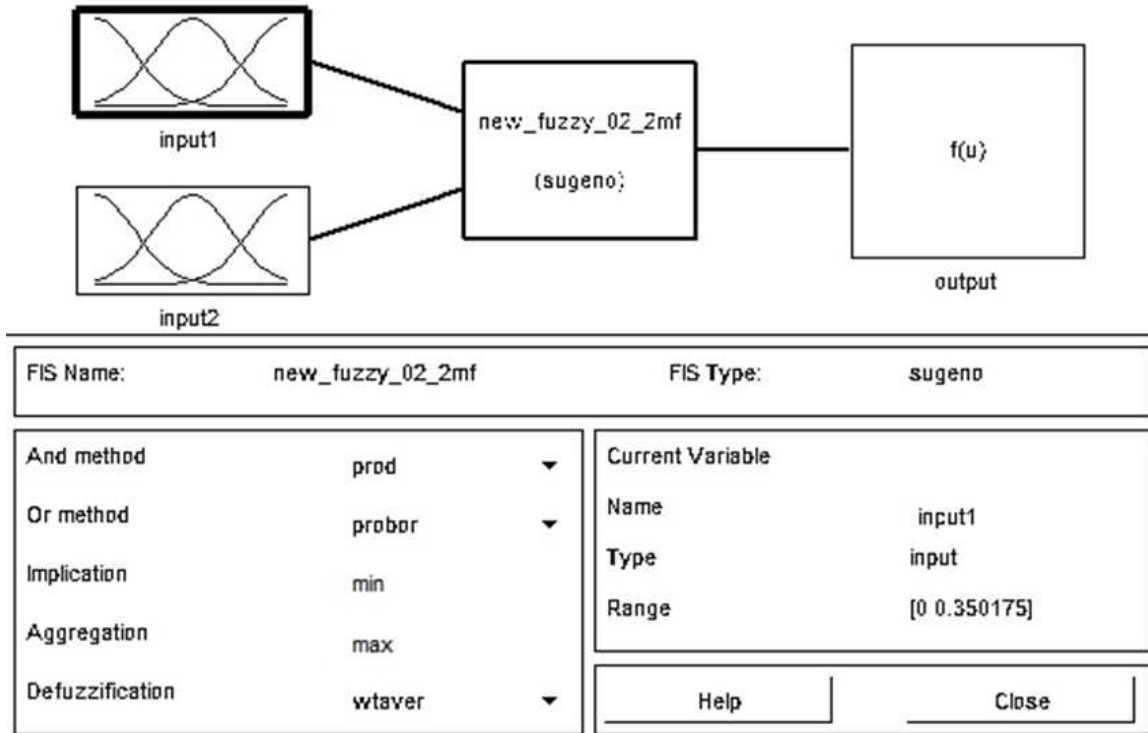 input1
new_fuzzy_02_2mf
(sugeno}
f(u}
output
input2
FIS Name: new_fuzzy_02_2mf FIS Type: sugeno
And method prod
Or method probor
Implication min
Aggregation max
Defuzzification wtaver
Current Variable
Name input1
Type input
Range [0 0.350175]
Help Close